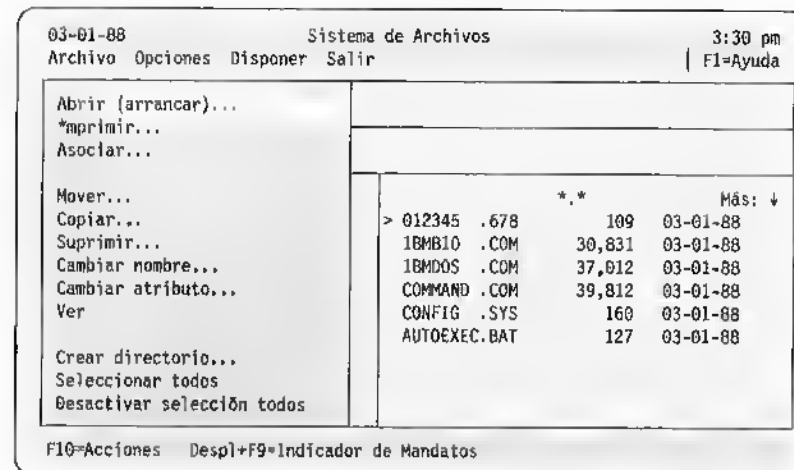 03-01-88 Sistema de Archivos 3:30 pm
Archivo Opciones Disponer Salir | F1=Ayuda
Abrir (arrancar)...
*mprimir...
Asociar...
Mover...
Copiar...
Suprimir...
Cambiar nombre...
Cambiar atributo...
Ver
Crear directorio...
Seleccionar todos
Desactivar selección todos
*.* Más: ↓
> 012345 .678 109 03-01-88
IBMBIO .COM 30,831 03-01-88
IBMDOS .COM 37,012 03-01-88
COMMAND .COM 39,812 03-01-88
CONFIG .SYS 160 03-01-88
AUTOEXEC.BAT 127 03-01-88
F10=Acciones Despl+F9=Indicador de Mandatos